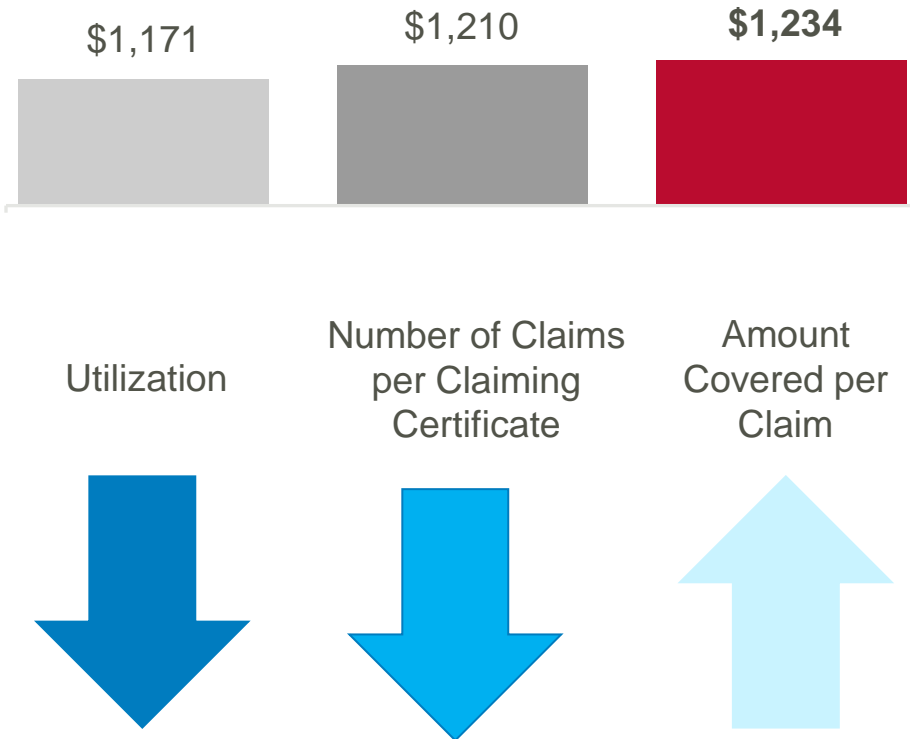 $1,171
$1,210
$1,234
Utilization
Number of Claims
per Claiming
Certificate
Amount
Covered per
Claim